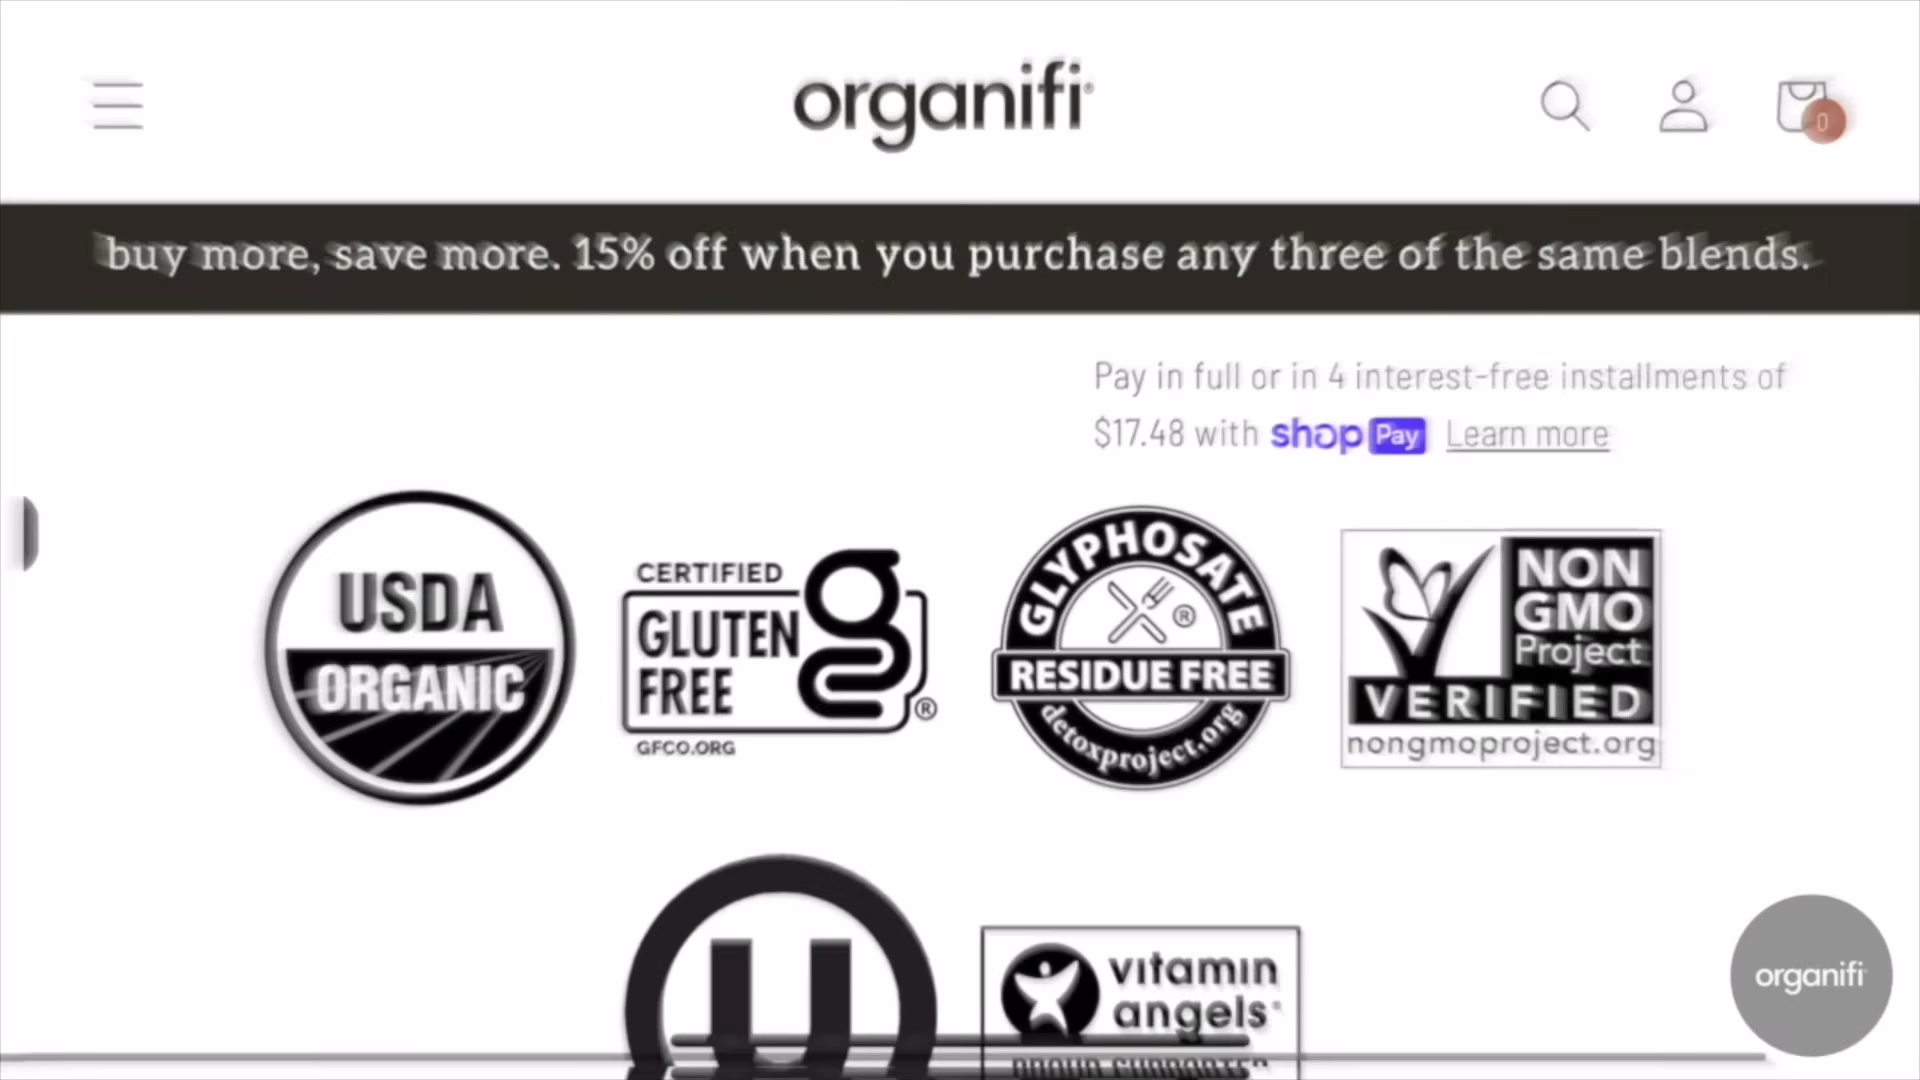 organifi®
0
buy more, save more. 15% off when you purchase any three of the same blends.
Pay in full or in 4 interest-free installments of
$17.48 with shop Pay Learn more
USDA
ORGANIC
CERTIFIED
GLUTEN
FREE
®
GFCO.ORG
GLYPHOSATE
®
RESIDUE FREE
detoxproject.org
NON
GMO
Project
VERIFIED
nongmoproject.org
U
vitamin
angels®
PROUD SUPPORTER
organifi